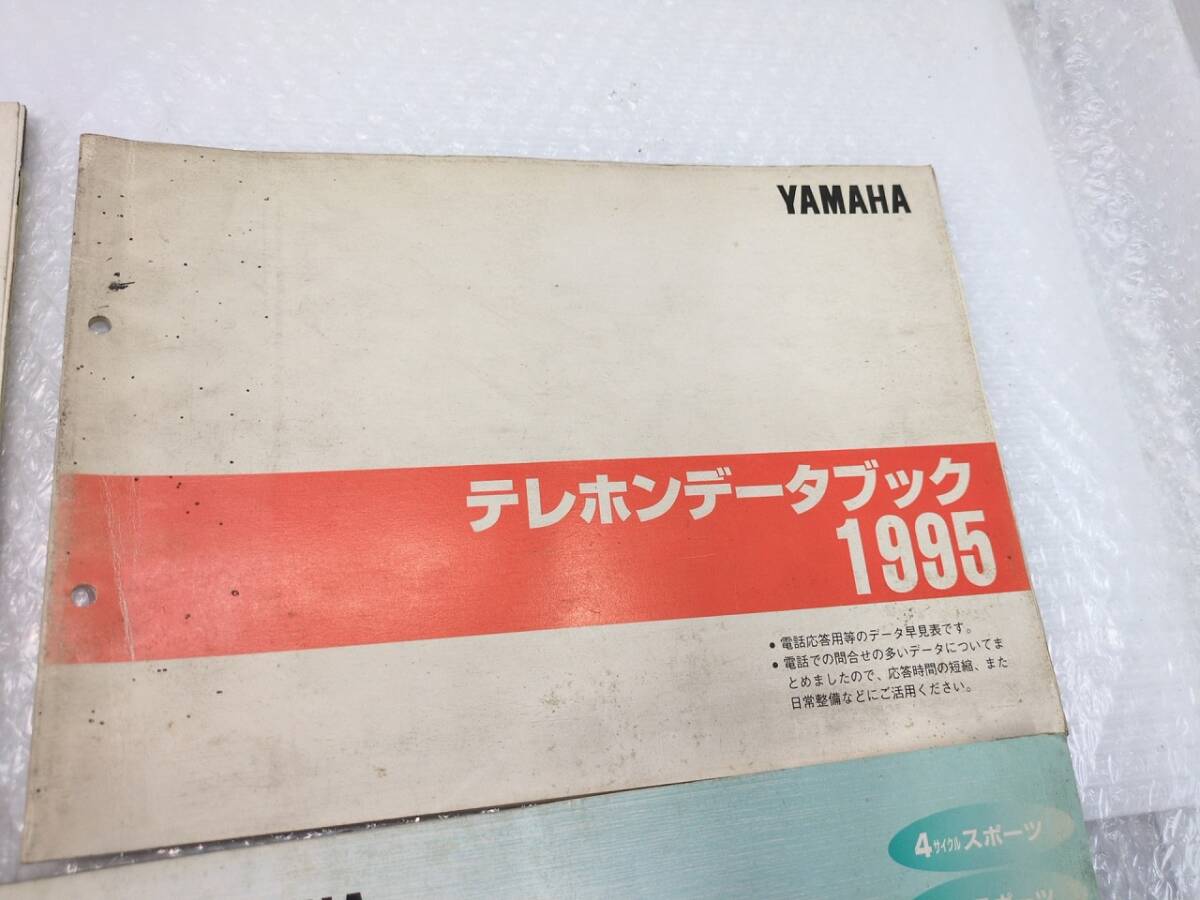 YAMAHA
テレホンデータブック
1995
● 電話応答用等のデータ早見表です。
● 電話での問合せの多いデータについてま
とめましたので、応答時間の短縮、また
日常整備などにご活用ください。
4サイクルスポーツ
スポーツ